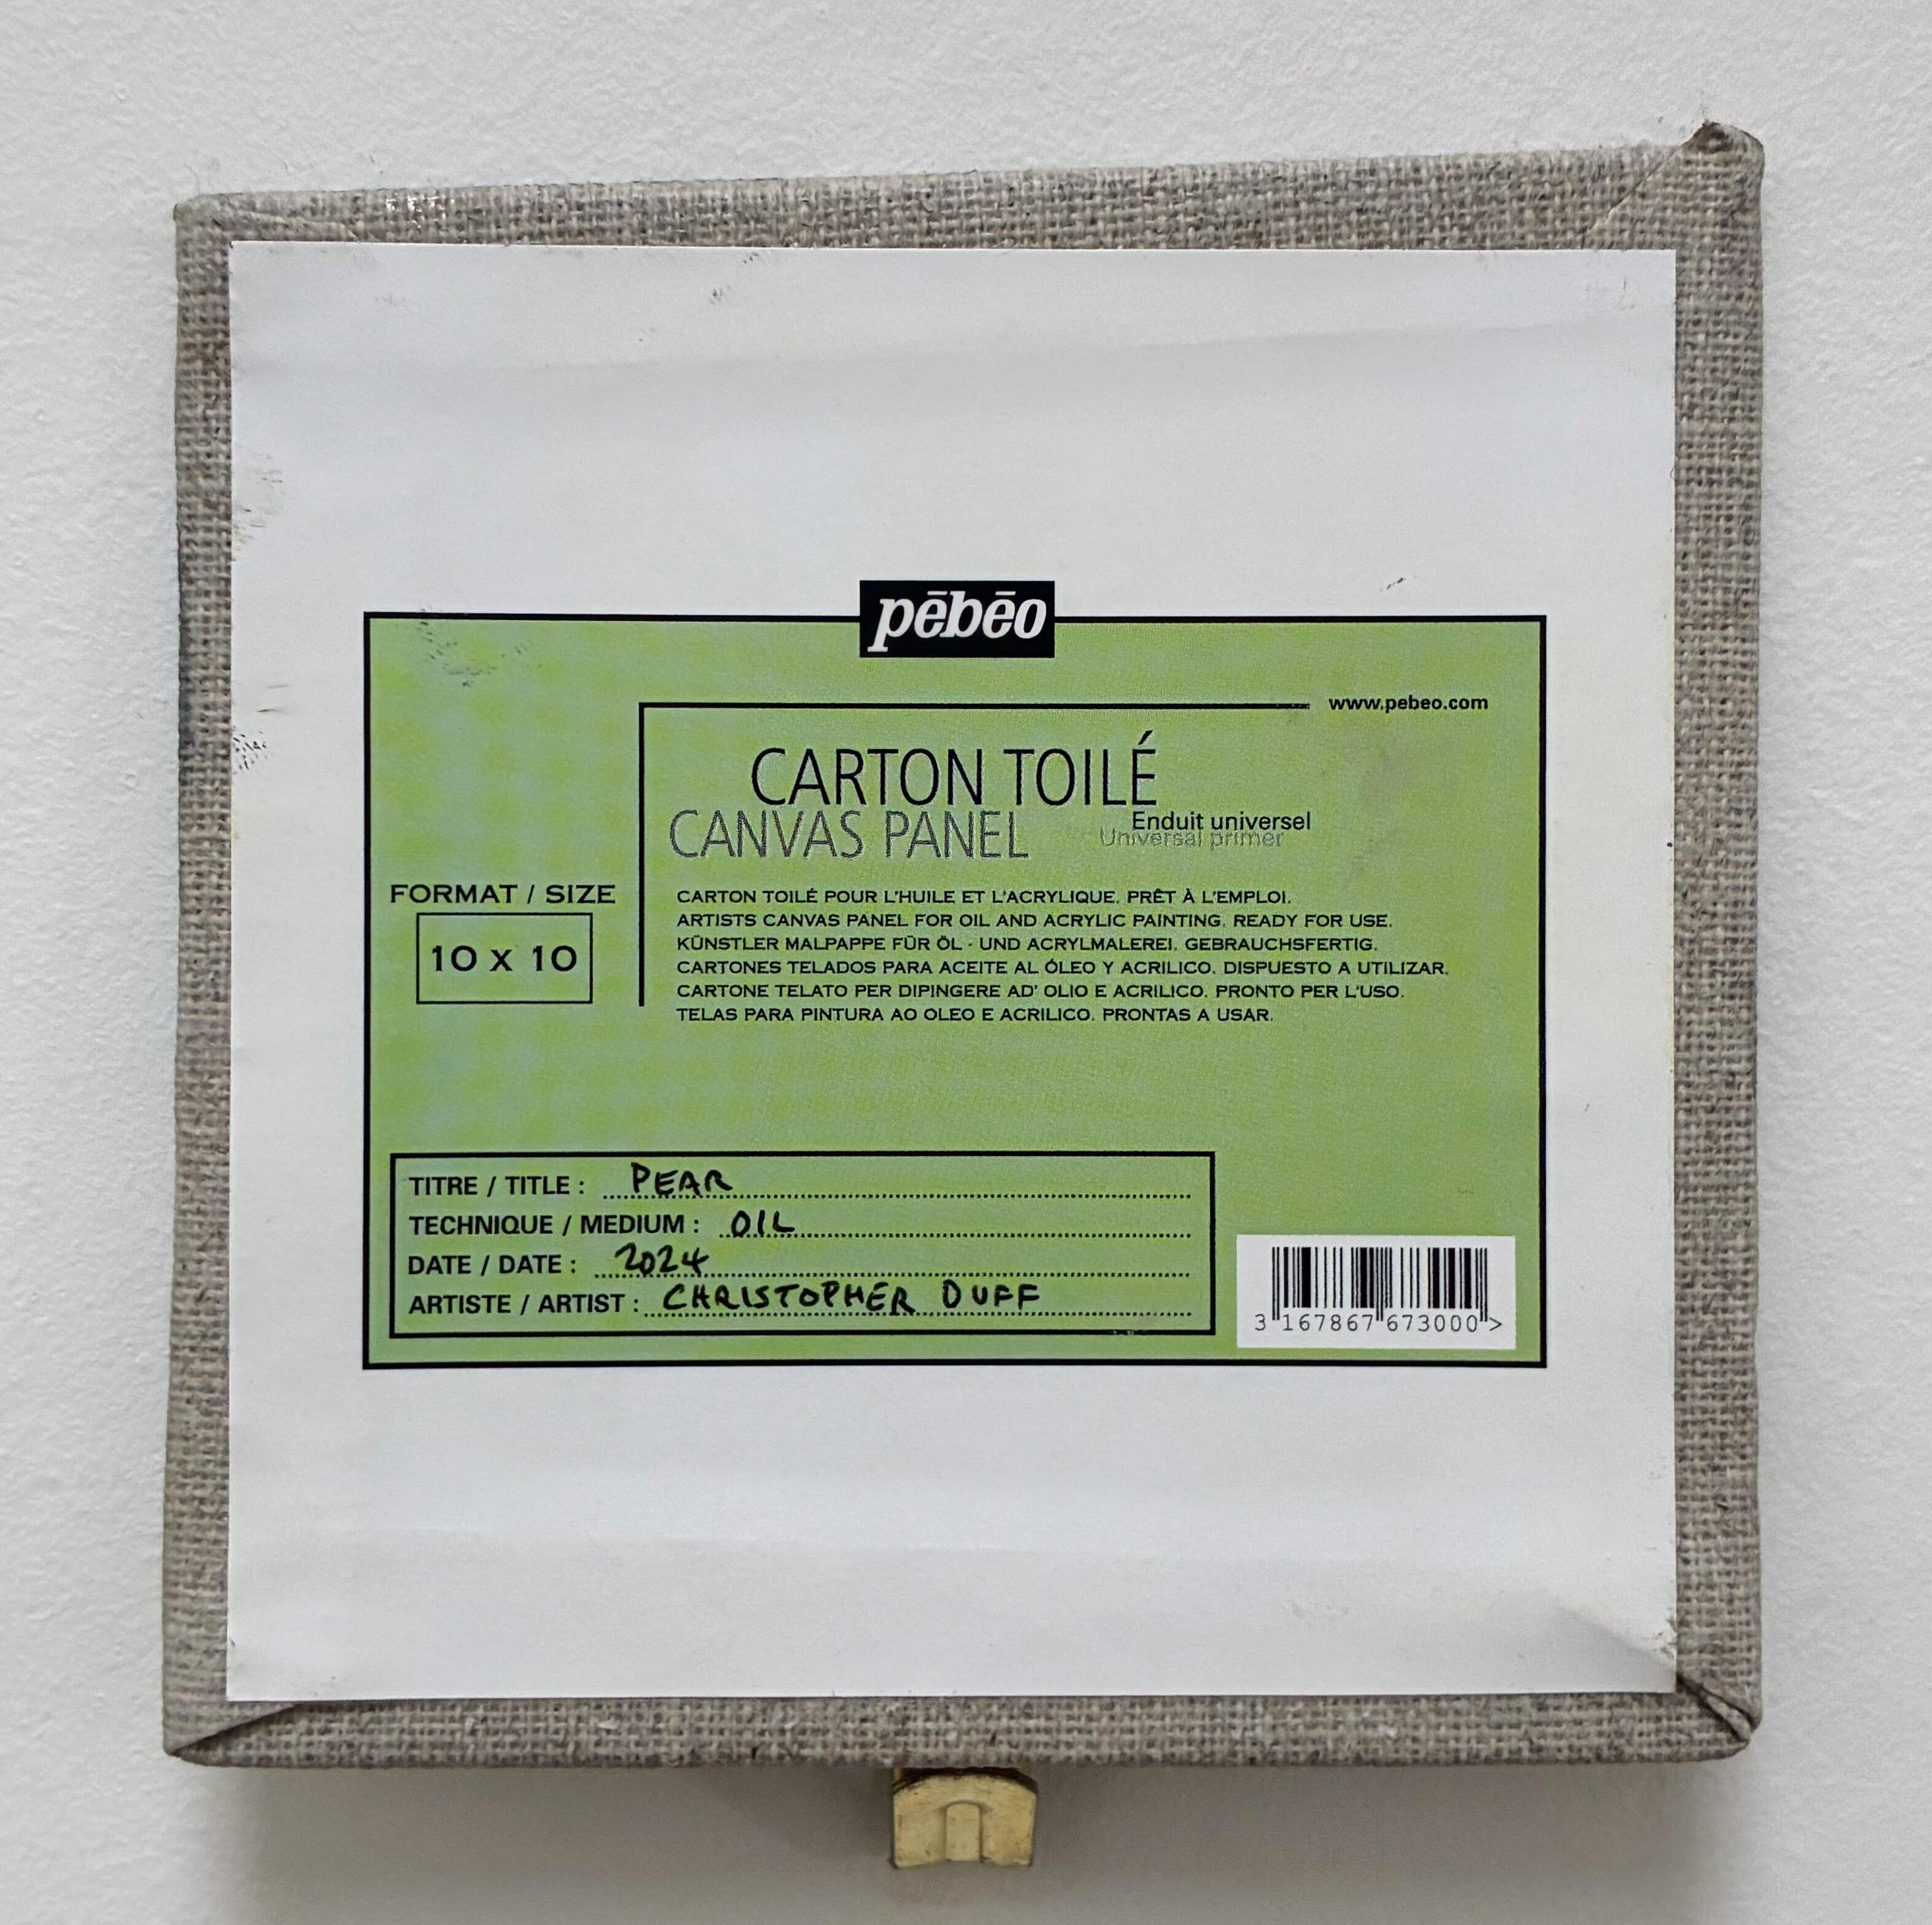 pēbēo
www.pebeo.com
CARTON TOILÉ
CANVAS PANEL
Enduit universel
Universal primer
FORMAT / SIZE
10 x 10
CARTON TOILÉ POUR L'HUILE ET L'ACRYLIQUE. PRÊT À L'EMPLOI.
ARTISTS CANVAS PANEL FOR OIL AND ACRYLIC PAINTING. READY FOR USE.
KÜNSTLER MALPAPPE FÜR ÖL - UND ACRYLMALEREI. GEBRAUCHSFERTIG.
CARTONES TELADOS PARA ACEITE AL ÓLEO Y ACRILICO. DISPUESTO A UTILIZAR.
CARTONE TELATO PER DIPINGERE AD' OLIO E ACRILICO. PRONTO PER L'USO.
TELAS PARA PINTURA AO OLEO E ACRILICO. PRONTAS A USAR.
TITRE / TITLE : PEAR
TECHNIQUE / MEDIUM : OIL
DATE / DATE : 2024
ARTISTE / ARTIST : CHRISTOPHER DUFF
3 167867 673000 >